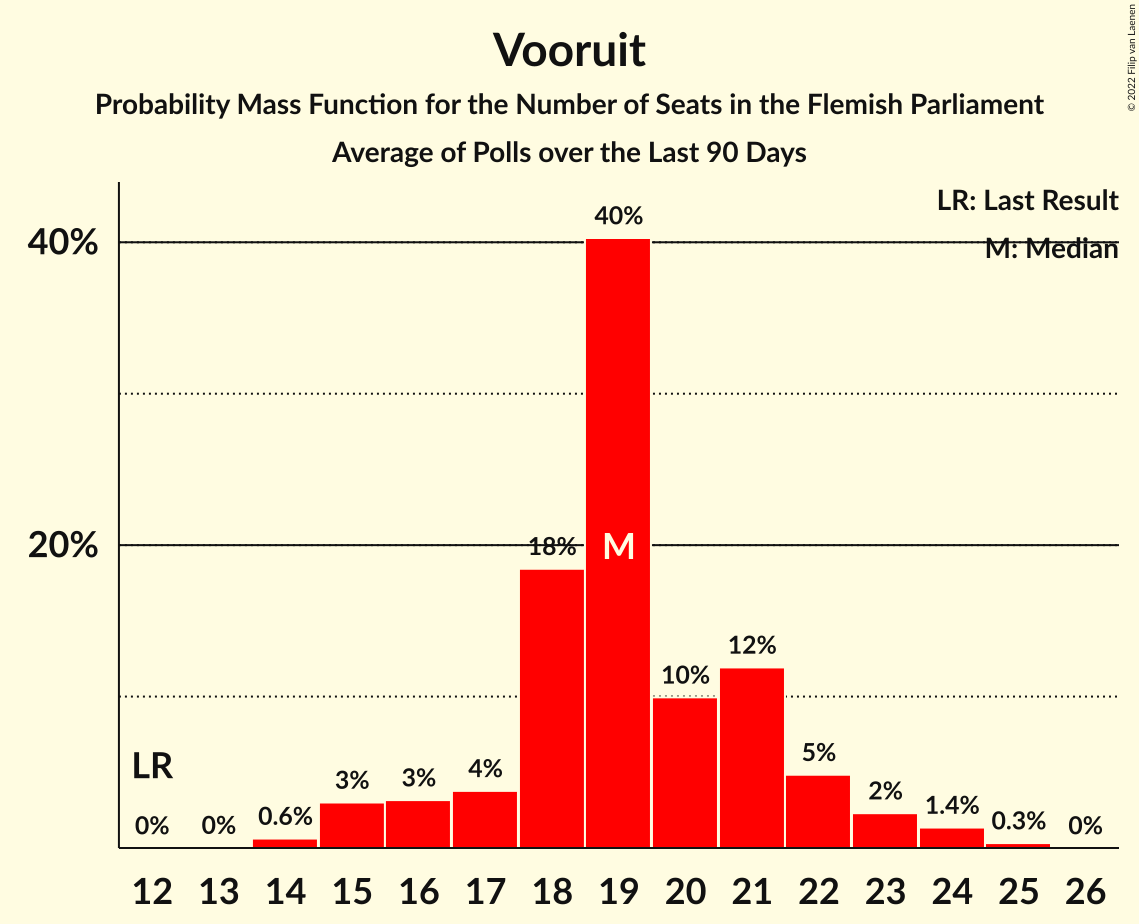 Vooruit
Probability Mass Function for the Number of Seats in the Flemish Parliament
Average of Polls over the Last 90 Days
© 2022 Filip van Laenen
LR: Last Result
M: Median
40%
20%
LR
0%
0%
0.6%
3%
3%
4%
18%
40%
M
10%
12%
5%
2%
1.4%
0.3%
0%
12 13 14 15 16 17 18 19 20 21 22 23 24 25 26